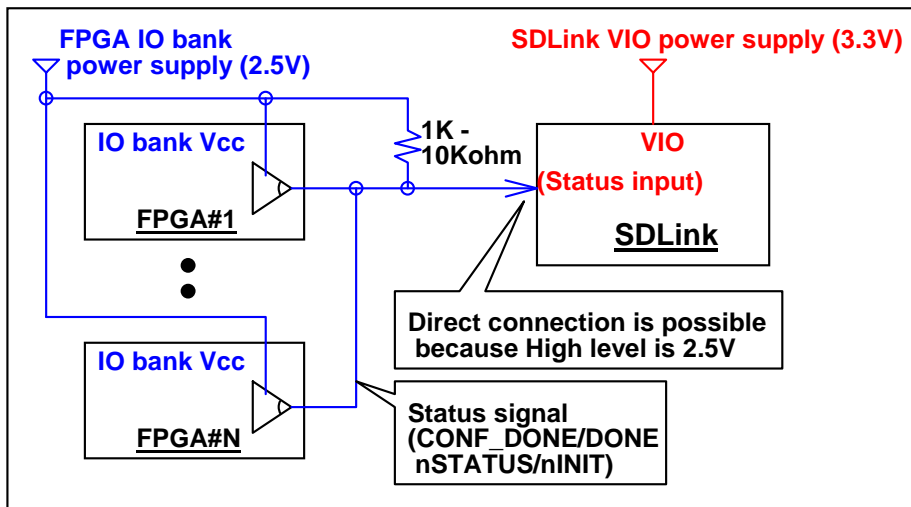 FPGA IO bank
power supply (2.5V)
SDLink VIO power supply (3.3V)
IO bank Vcc
FPGA#1
1K -
10Kohm
VIO
(Status input)
SDLink
Direct connection is possible
because High level is 2.5V
IO bank Vcc
FPGA#N
Status signal
(CONF_DONE/DONE
nSTATUS/nINIT)